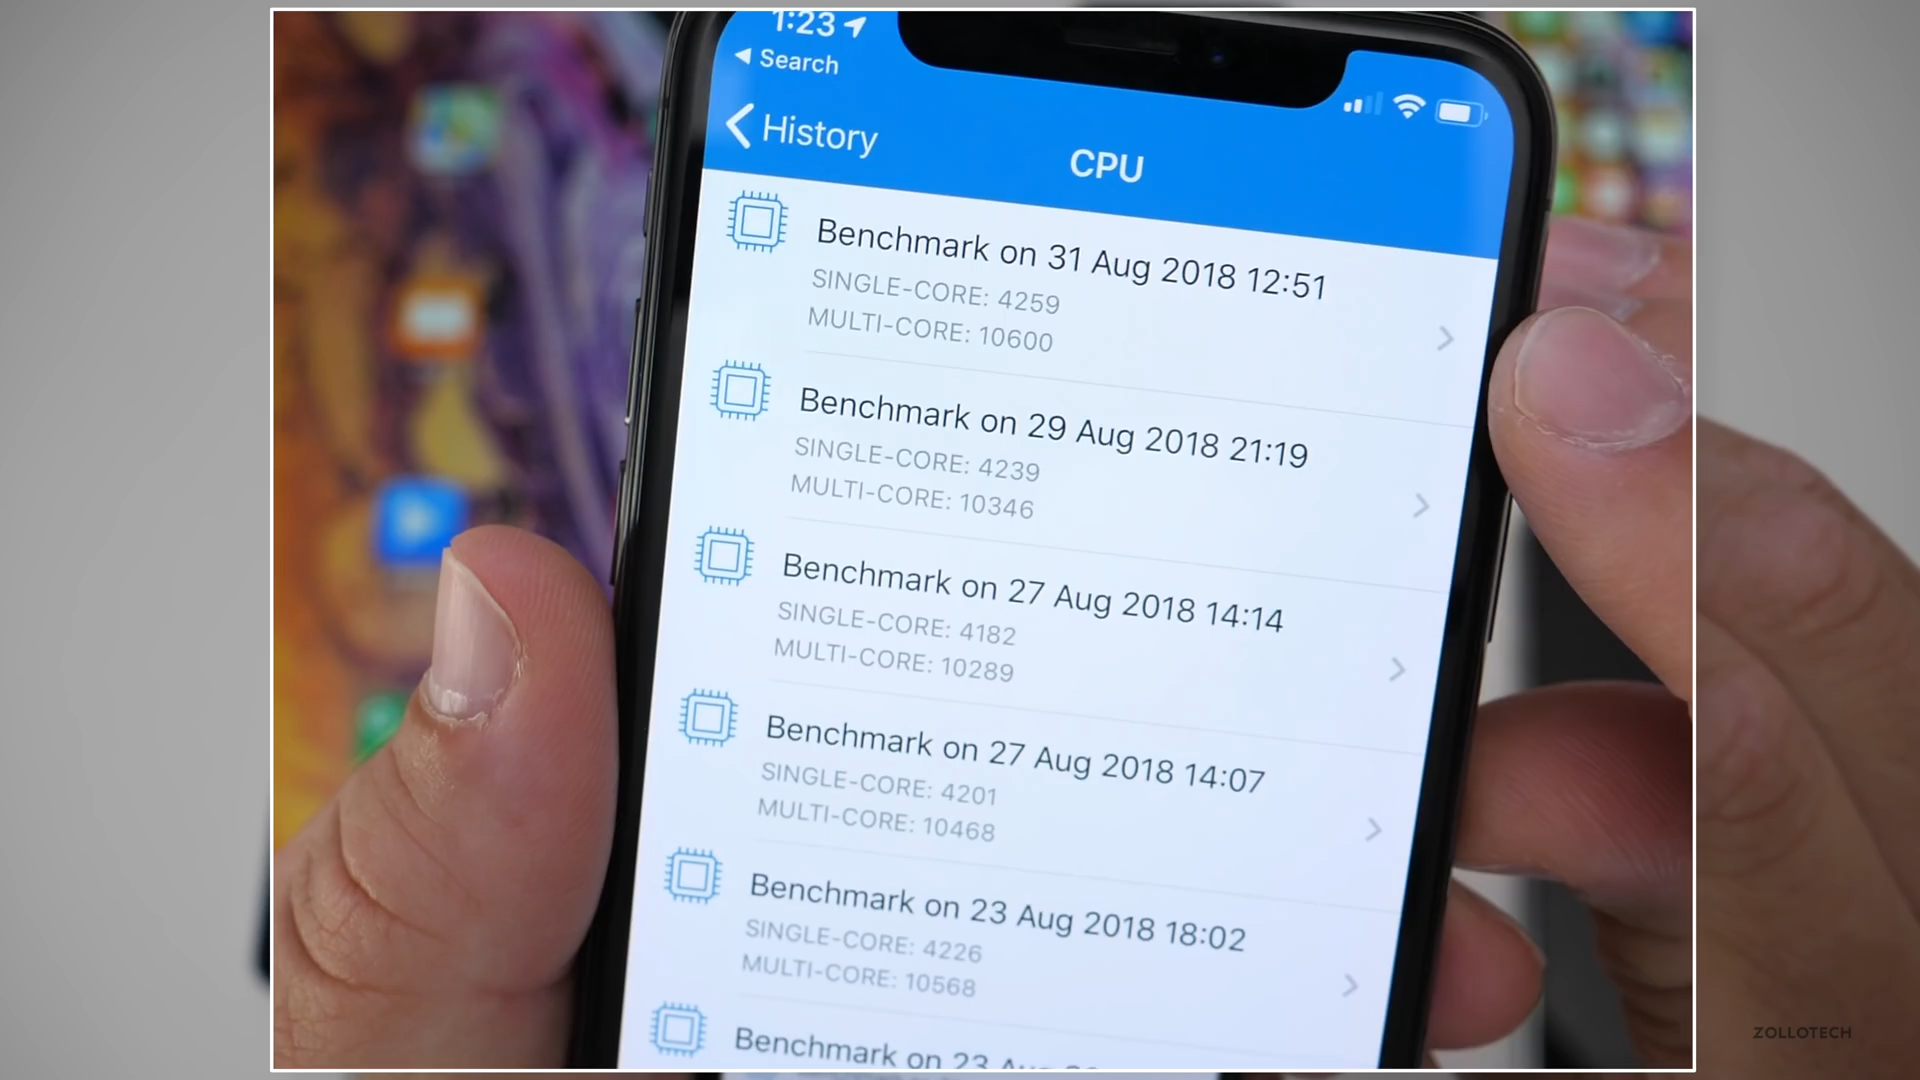 1:23
Search
History
CPU
Benchmark on 31 Aug 2018 12:51
SINGLE-CORE: 4259
MULTI-CORE: 10600
Benchmark on 29 Aug 2018 21:19
SINGLE-CORE: 4239
MULTI-CORE: 10346
Benchmark on 27 Aug 2018 14:14
SINGLE-CORE: 4182
MULTI-CORE: 10289
Benchmark on 27 Aug 2018 14:07
SINGLE-CORE: 4201
MULTI-CORE: 10468
Benchmark on 23 Aug 2018 18:02
SINGLE-CORE: 4226
MULTI-CORE: 10568
Benchmark on 23 Aug
ZOLLOTECH